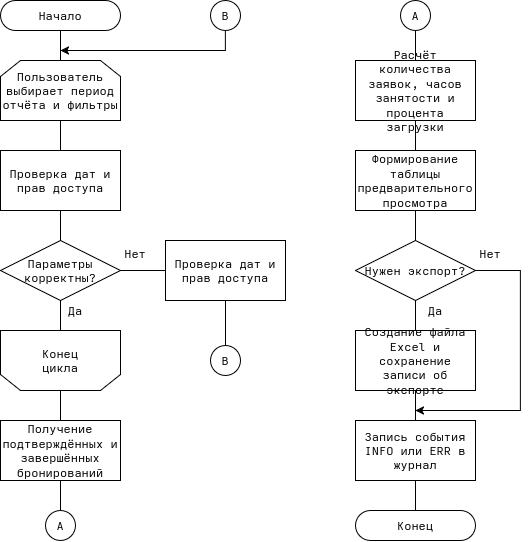 Начало
В
Пользователь
выбирает период
отчёта и фильтры
Проверка дат и
прав доступа
Параметры
корректны?
Нет
Проверка дат и
прав доступа
Да
В
Конец
цикла
Получение
подтверждённых и
завершённых
бронирований
А
А
Расчёт
количества
заявок, часов
занятости и
процента
загрузки
Формирование
таблицы
предварительного
просмотра
Нужен экспорт?
Нет
Да
Создание файла
Excel и
сохранение
записи об
экспорте
Запись события
INFO или ERR в
журнал
Конец